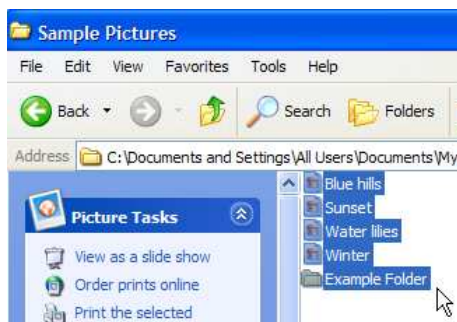 Sample Pictures
File Edit View Favorites Tools Help
Back Search Folders
Address C:\Documents and Settings\All Users\Documents\My
Picture Tasks
View as a slide show
Order prints online
Print the selected
Blue hills
Sunset
Water lilies
Winter
Example Folder